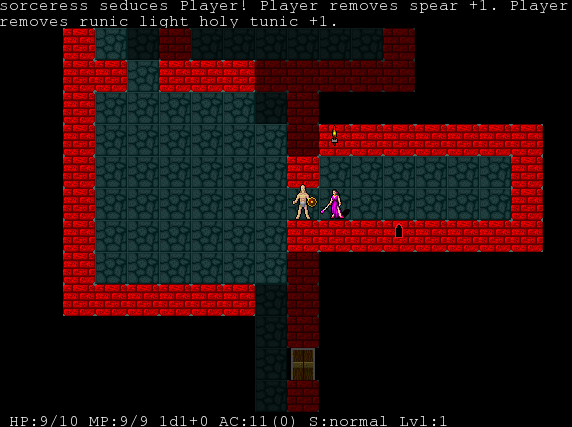 sorceress seduces Player! Player removes spear +1. Player
removes runic light holy tunic +1.
HP:9/10 MP:9/9 1d1+0 AC:11(0) S:normal Lvl:1